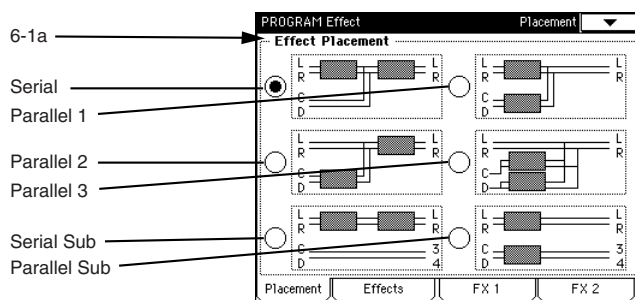 PROGRAM Effect Placement
6-1a
Effect Placement
L L
R R
C
D
L L
R R
C
D
Serial
Parallel 1
L L
R R
C
D
L L
R R
C
D
Parallel 2
Parallel 3
L L
R R
C 3
D 4
L L
R R
C 3
D 4
Serial Sub
Parallel Sub
Placement Effects FX 1 FX 2